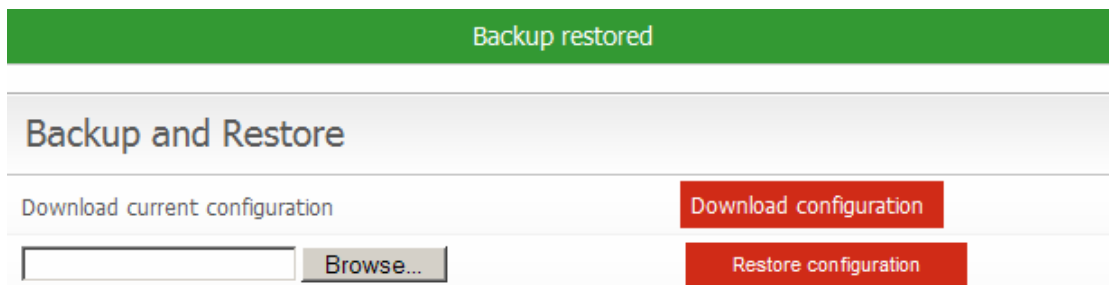 Backup restored
Backup and Restore
Download current configuration Download configuration
Browse... Restore configuration